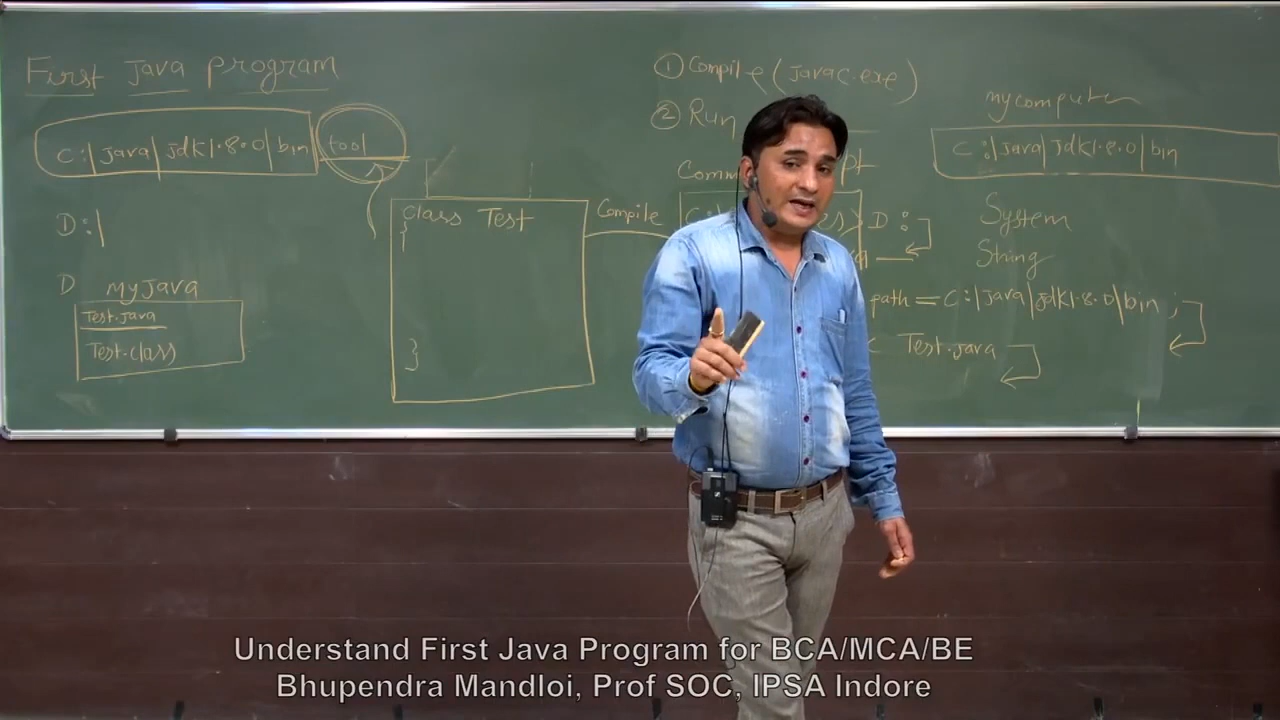 First Java program
C:\Java\Jdk1.8.0\bin tool
D:\
D myJava
Test.java
Test.class
class Test
{
}
Compile
① Compile (Javac.exe)
② Run
D:
path = C:\Java\Jdk1.8.0\bin ;
Test.java
my computer
C:\Java\Jdk1.8.0\bin
System
String
Understand First Java Program for BCA/MCA/BE
Bhupendra Mandloi, Prof SOC, IPSA Indore